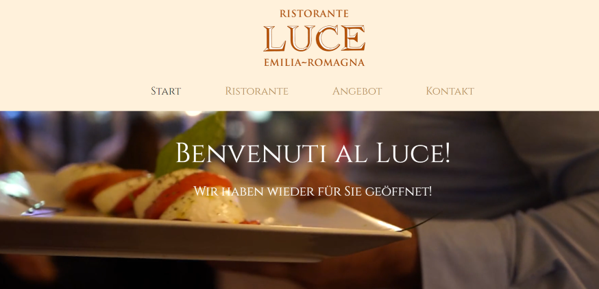 RISTORANTE
LUCE
EMILIA~ROMAGNA
Start Ristorante Angebot Kontakt
Benvenuti al Luce!
Wir haben wieder für Sie geöffnet!